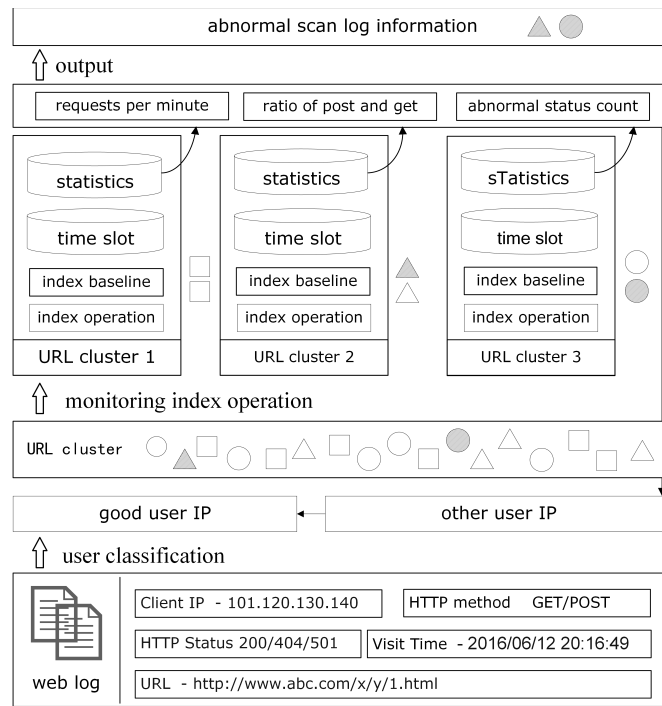 abnormal scan log information
output
requests per minute
ratio of post and get
abnormal status count
statistics
statistics
sTatistics
time slot
time slot
time slot
index baseline
index baseline
index baseline
index operation
index operation
index operation
URL cluster 1
URL cluster 2
URL cluster 3
monitoring index operation
URL cluster
good user IP
other user IP
user classification
Client IP - 101.120.130.140
HTTP method GET/POST
HTTP Status 200/404/501
Visit Time - 2016/06/12 20:16:49
web log
URL - http://www.abc.com/x/y/1.html